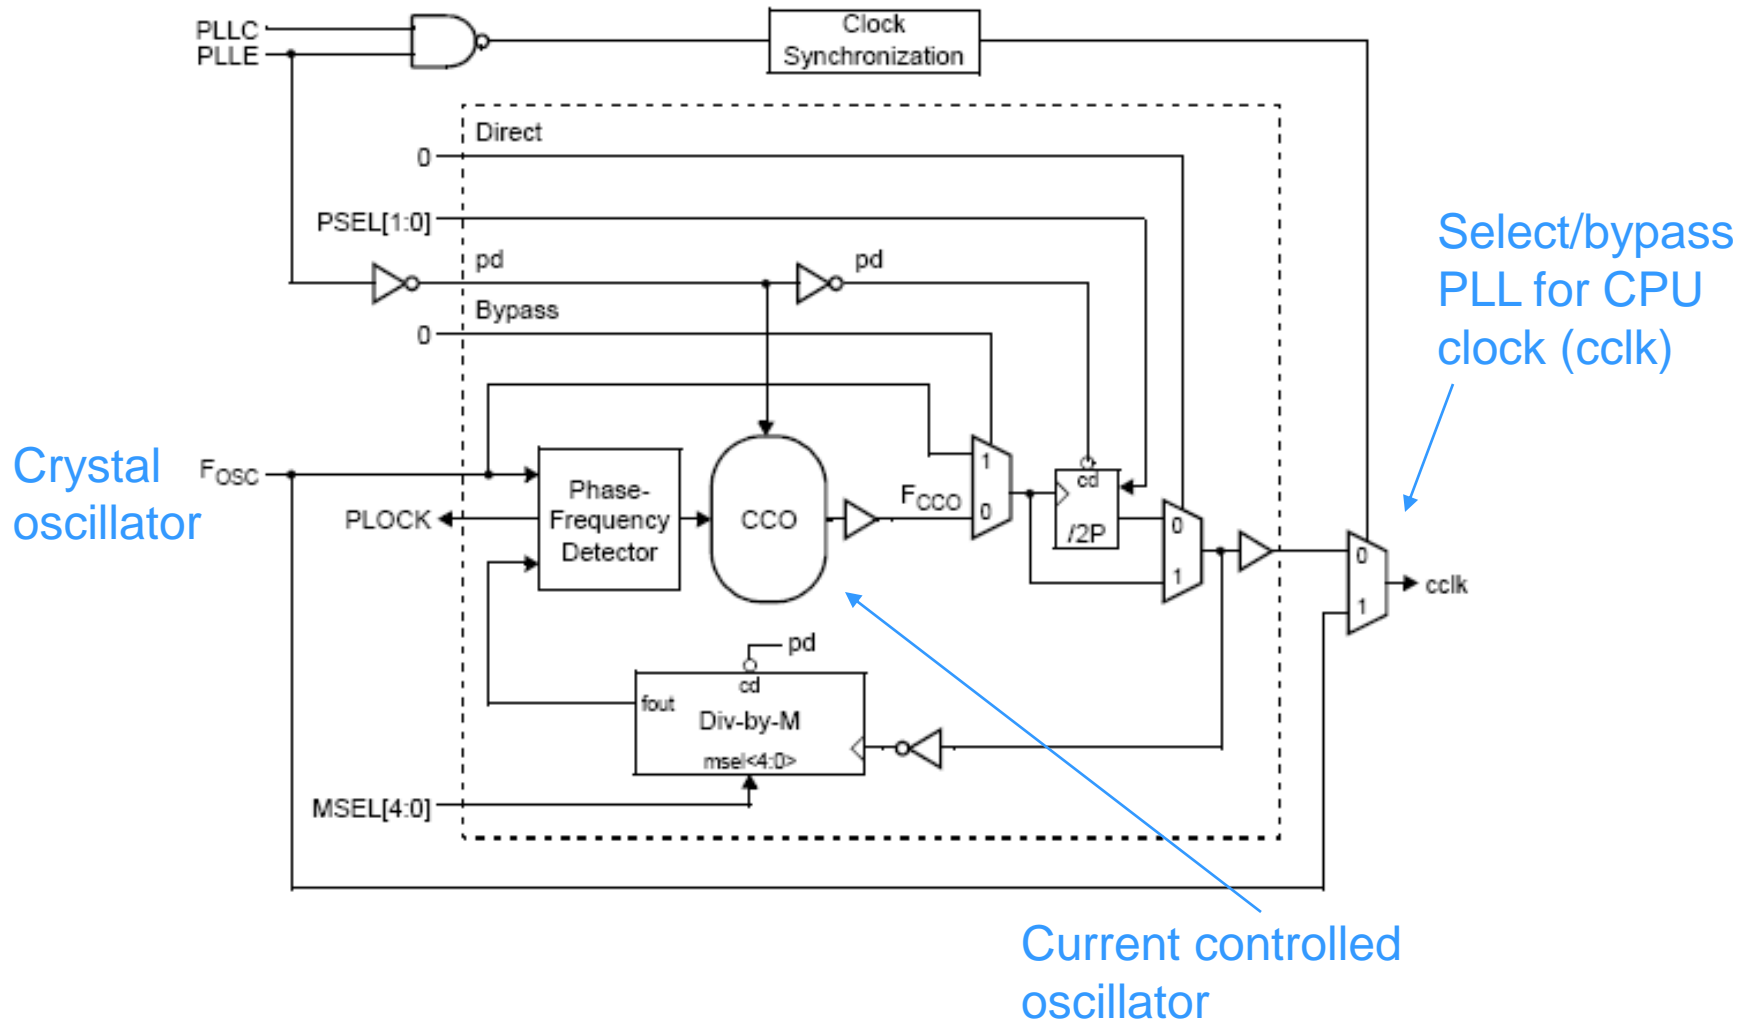 PLLC
PLLE
Clock
Synchronization
Direct
0
PSEL[1:0]
pd
pd
Bypass
0
Select/bypass
PLL for CPU
clock (cclk)
Crystal
oscillator
FOSC
PLOCK
Phase-
Frequency
Detector
CCO
FCCO
1
0
cd
/2P
0
1
0
1
cclk
pd
cd
fout
Div-by-M
msel<4:0>
MSEL[4:0]
Current controlled
oscillator